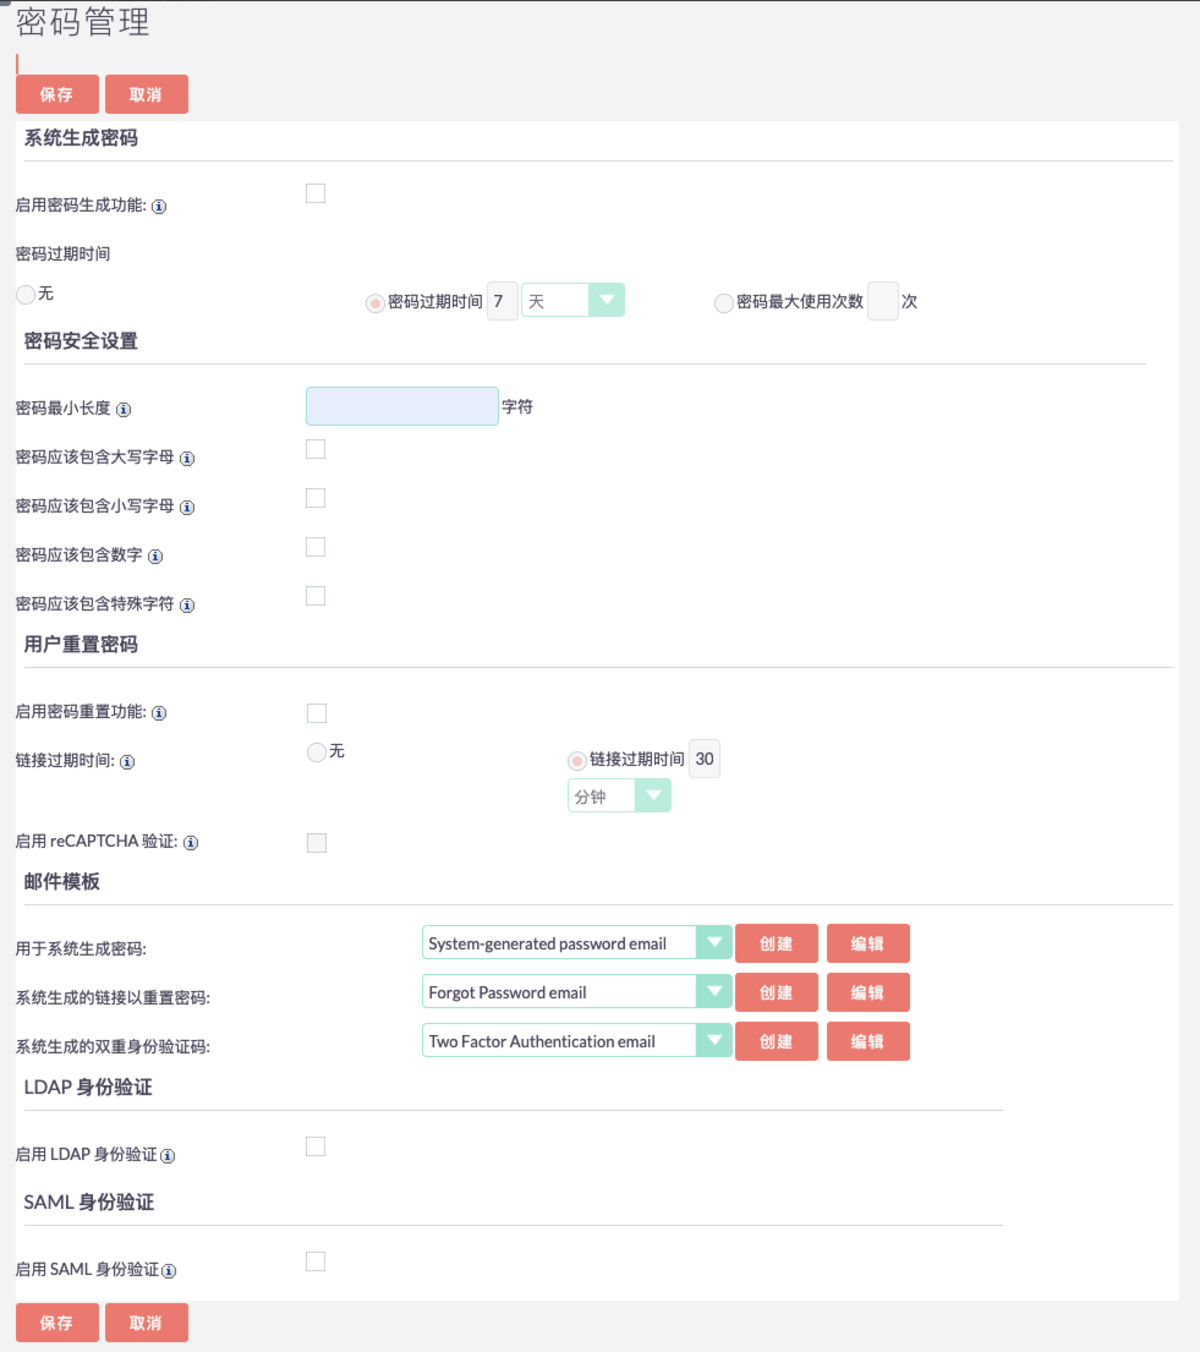 密码管理
保存 取消
系统生成密码
启用密码生成功能:
密码过期时间
无 密码过期时间 7 天 密码最大使用次数 次
密码安全设置
密码最小长度 字符
密码应该包含大写字母
密码应该包含小写字母
密码应该包含数字
密码应该包含特殊字符
用户重置密码
启用密码重置功能:
链接过期时间: 无 链接过期时间 30
分钟
启用 reCAPTCHA 验证:
邮件模板
用于系统生成密码: System-generated password email 创建 编辑
系统生成的链接以重置密码: Forgot Password email 创建 编辑
系统生成的双重身份验证码: Two Factor Authentication email 创建 编辑
LDAP 身份验证
启用 LDAP 身份验证
SAML 身份验证
启用 SAML 身份验证
保存 取消